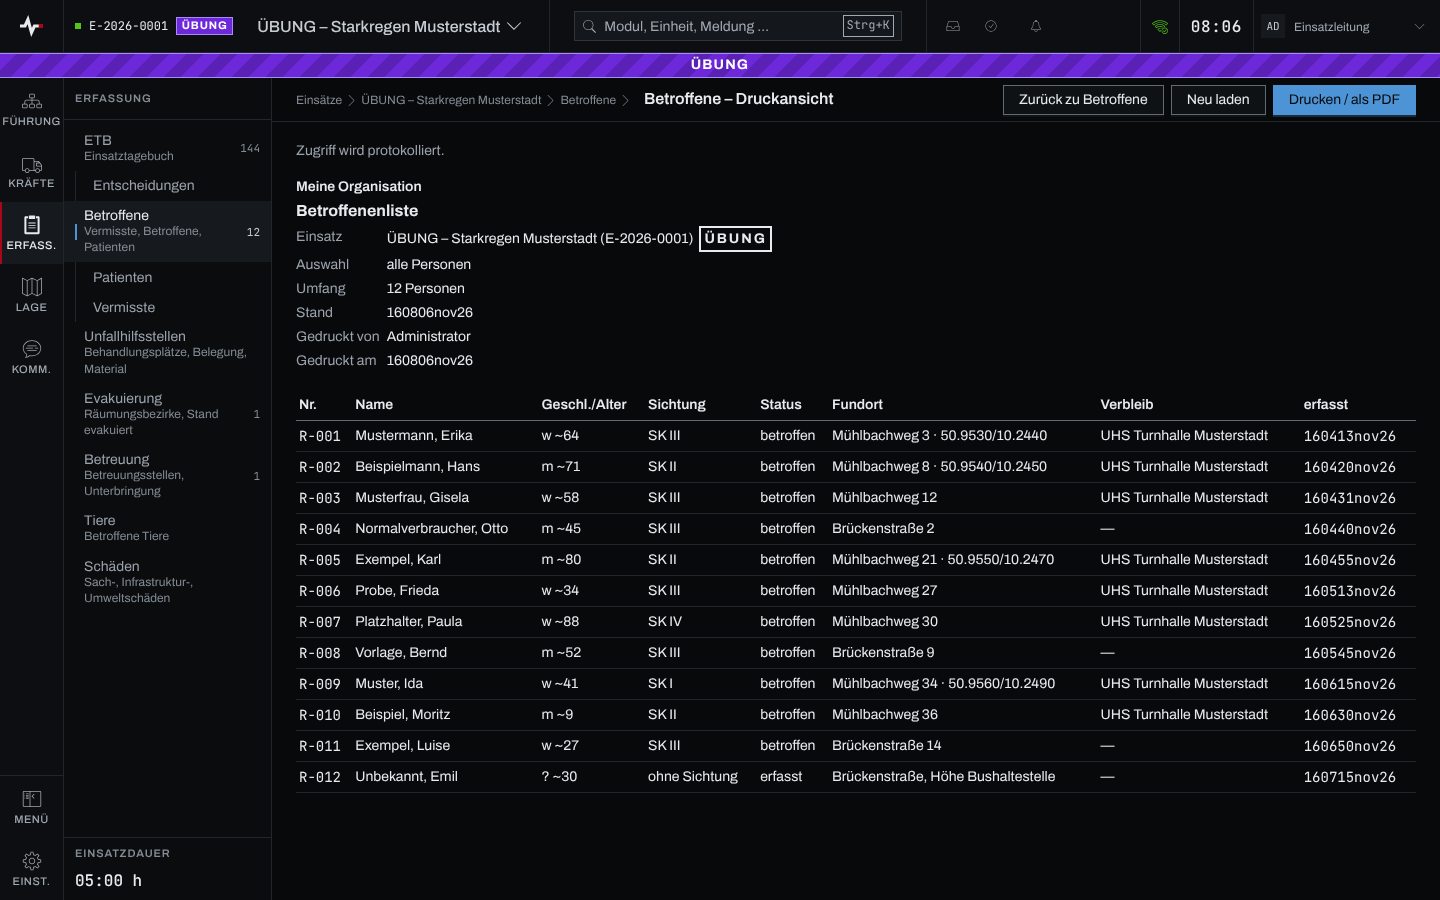 E-2026-0001 ÜBUNG ÜBUNG – Starkregen Musterstadt Modul, Einheit, Meldung ... Strg+K 08:06 AD Einsatzleitung
ÜBUNG
FÜHRUNG
KRÄFTE
ERFASS.
LAGE
KOMM.
MENÜ
EINST.
ERFASSUNG
ETB
Einsatztagebuch 144
Entscheidungen
Betroffene
Vermisste, Betroffene, 12
Patienten
Patienten
Vermisste
Unfallhilfsstellen
Behandlungsplätze, Belegung,
Material
Evakuierung
Räumungsbezirke, Stand 1
evakuiert
Betreuung
Betreuungsstellen, 1
Unterbringung
Tiere
Betroffene Tiere
Schäden
Sach-, Infrastruktur-,
Umweltschäden
EINSATZDAUER
05:00 h
Einsätze ÜBUNG – Starkregen Musterstadt Betroffene Betroffene – Druckansicht Zurück zu Betroffene Neu laden Drucken / als PDF
Zugriff wird protokolliert.
Meine Organisation
Betroffenenliste
Einsatz ÜBUNG – Starkregen Musterstadt (E-2026-0001) ÜBUNG
Auswahl alle Personen
Umfang 12 Personen
Stand 160806nov26
Gedruckt von Administrator
Gedruckt am 160806nov26
Nr. Name Geschl./Alter Sichtung Status Fundort Verbleib erfasst
R-001 Mustermann, Erika w ~64 SK III betroffen Mühlbachweg 3 · 50.9530/10.2440 UHS Turnhalle Musterstadt 160413nov26
R-002 Beispielmann, Hans m ~71 SK II betroffen Mühlbachweg 8 · 50.9540/10.2450 UHS Turnhalle Musterstadt 160420nov26
R-003 Musterfrau, Gisela w ~58 SK III betroffen Mühlbachweg 12 UHS Turnhalle Musterstadt 160431nov26
R-004 Normalverbraucher, Otto m ~45 SK III betroffen Brückenstraße 2 — 160440nov26
R-005 Exempel, Karl m ~80 SK II betroffen Mühlbachweg 21 · 50.9550/10.2470 UHS Turnhalle Musterstadt 160455nov26
R-006 Probe, Frieda w ~34 SK III betroffen Mühlbachweg 27 UHS Turnhalle Musterstadt 160513nov26
R-007 Platzhalter, Paula w ~88 SK IV betroffen Mühlbachweg 30 UHS Turnhalle Musterstadt 160525nov26
R-008 Vorlage, Bernd m ~52 SK III betroffen Brückenstraße 9 — 160545nov26
R-009 Muster, Ida w ~41 SK I betroffen Mühlbachweg 34 · 50.9560/10.2490 UHS Turnhalle Musterstadt 160615nov26
R-010 Beispiel, Moritz m ~9 SK II betroffen Mühlbachweg 36 UHS Turnhalle Musterstadt 160630nov26
R-011 Exempel, Luise w ~27 SK III betroffen Brückenstraße 14 — 160650nov26
R-012 Unbekannt, Emil ? ~30 ohne Sichtung erfasst Brückenstraße, Höhe Bushaltestelle — 160715nov26